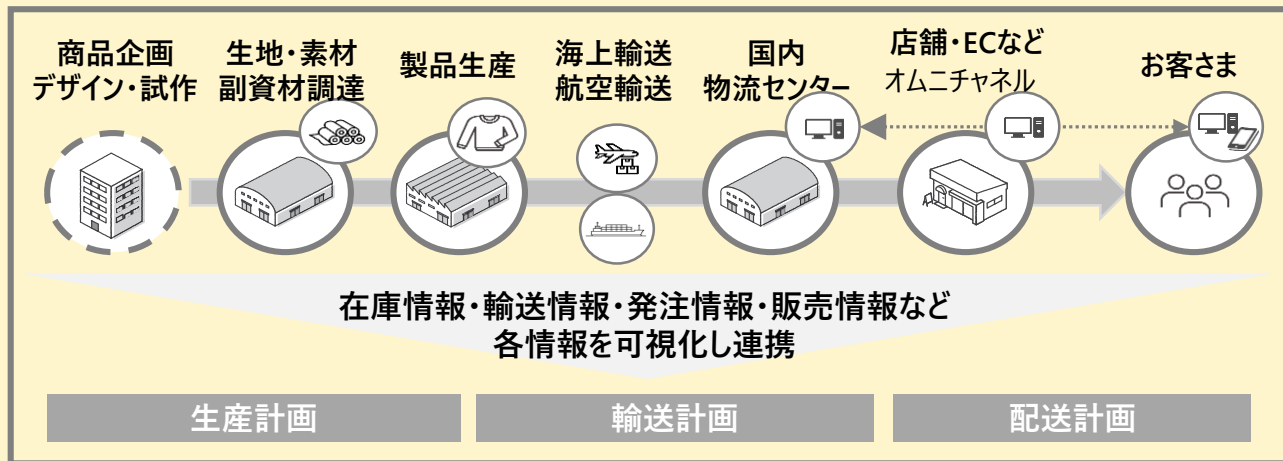 商品企画
デザイン・試作
生地・素材
副資材調達
製品生産
海上輸送
航空輸送
国内
物流センター
店舗・ECなど
オムニチャネル
お客さま
在庫情報・輸送情報・発注情報・販売情報など
各情報を可視化し連携
生産計画
輸送計画
配送計画